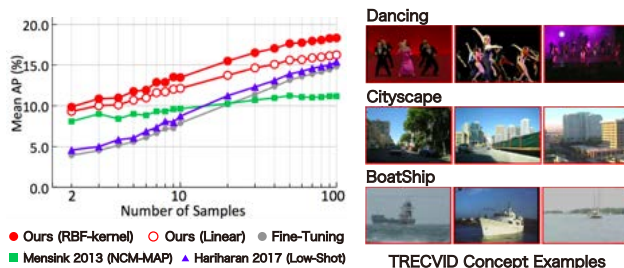 20.0
15.0
10.0
5.0
0.0
Mean AP (%)
2
10
100
Number of Samples
Ours (RBF-kernel)
Ours (Linear)
Fine-Tuning
Mensink 2013 (NCM-MAP)
Hariharan 2017 (Low-Shot)
Dancing
Cityscape
BoatShip
TRECVID Concept Examples